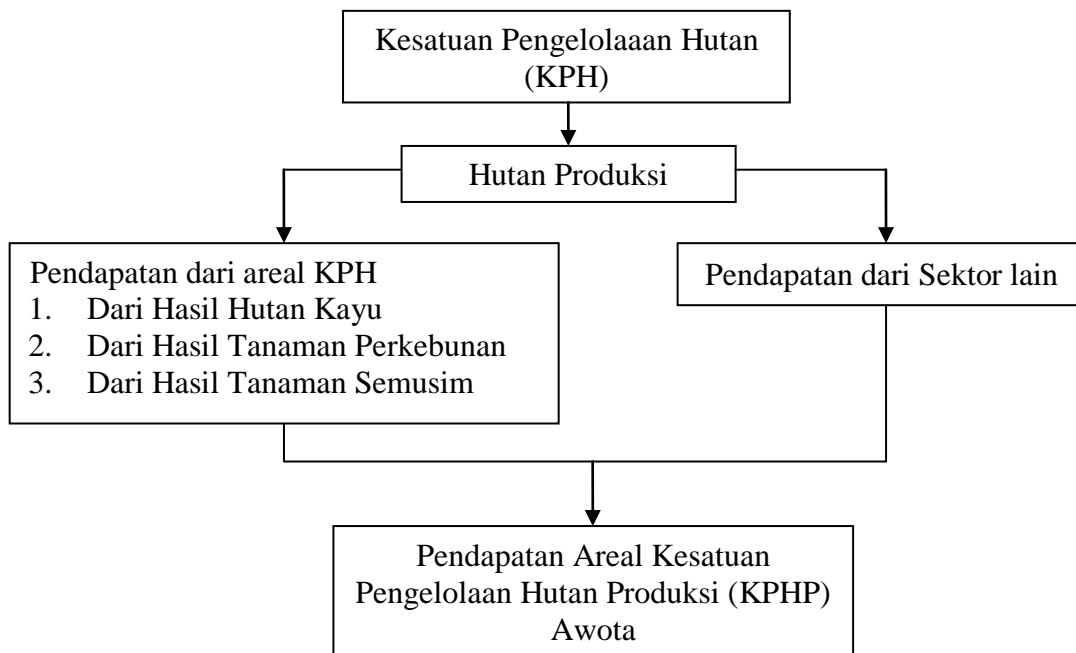 Kesatuan Pengelolaaan Hutan
(KPH)
Hutan Produksi
Pendapatan dari areal KPH
1. Dari Hasil Hutan Kayu
2. Dari Hasil Tanaman Perkebunan
3. Dari Hasil Tanaman Semusim
Pendapatan dari Sektor lain
Pendapatan Areal Kesatuan
Pengelolaan Hutan Produksi (KPHP)
Awota